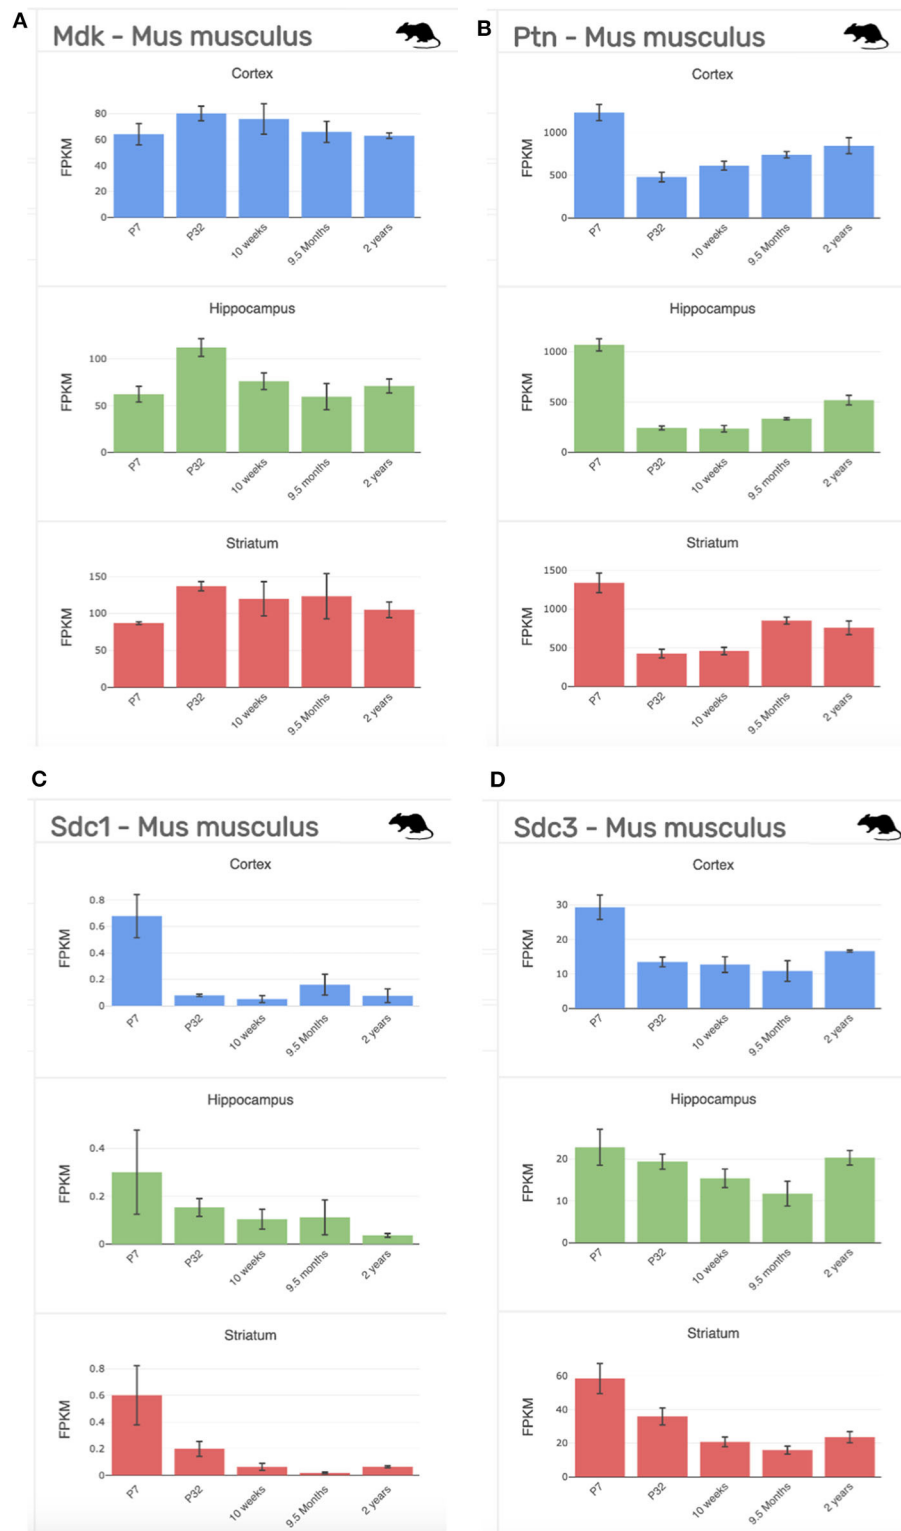 A
Mdk - Mus musculus
Cortex
FPKM
80
60
40
20
0
P7
P32
10 weeks
9.5 Months
2 years
Hippocampus
FPKM
100
50
0
P7
P32
10 weeks
9.5 months
2 years
Striatum
FPKM
150
100
50
0
P7
P32
10 weeks
9.5 Months
2 years
B
Ptn - Mus musculus
Cortex
FPKM
1000
500
0
P7
P32
10 weeks
9.5 Months
2 years
Hippocampus
FPKM
1000
500
0
P7
P32
10 weeks
9.5 months
2 years
Striatum
FPKM
1500
1000
500
0
P7
P32
10 weeks
9.5 Months
2 years
C
Sdc1 - Mus musculus
Cortex
FPKM
0.8
0.6
0.4
0.2
0
P7
P32
10 weeks
9.5 Months
2 years
Hippocampus
FPKM
0.4
0.2
0
P7
P32
10 weeks
9.5 months
2 years
Striatum
FPKM
0.8
0.6
0.4
0.2
0
P7
P32
10 weeks
9.5 Months
2 years
D
Sdc3 - Mus musculus
Cortex
FPKM
30
20
10
0
P7
P32
10 weeks
9.5 Months
2 years
Hippocampus
FPKM
20
10
0
P7
P32
10 weeks
9.5 months
2 years
Striatum
FPKM
60
40
20
0
P7
P32
10 weeks
9.5 Months
2 years